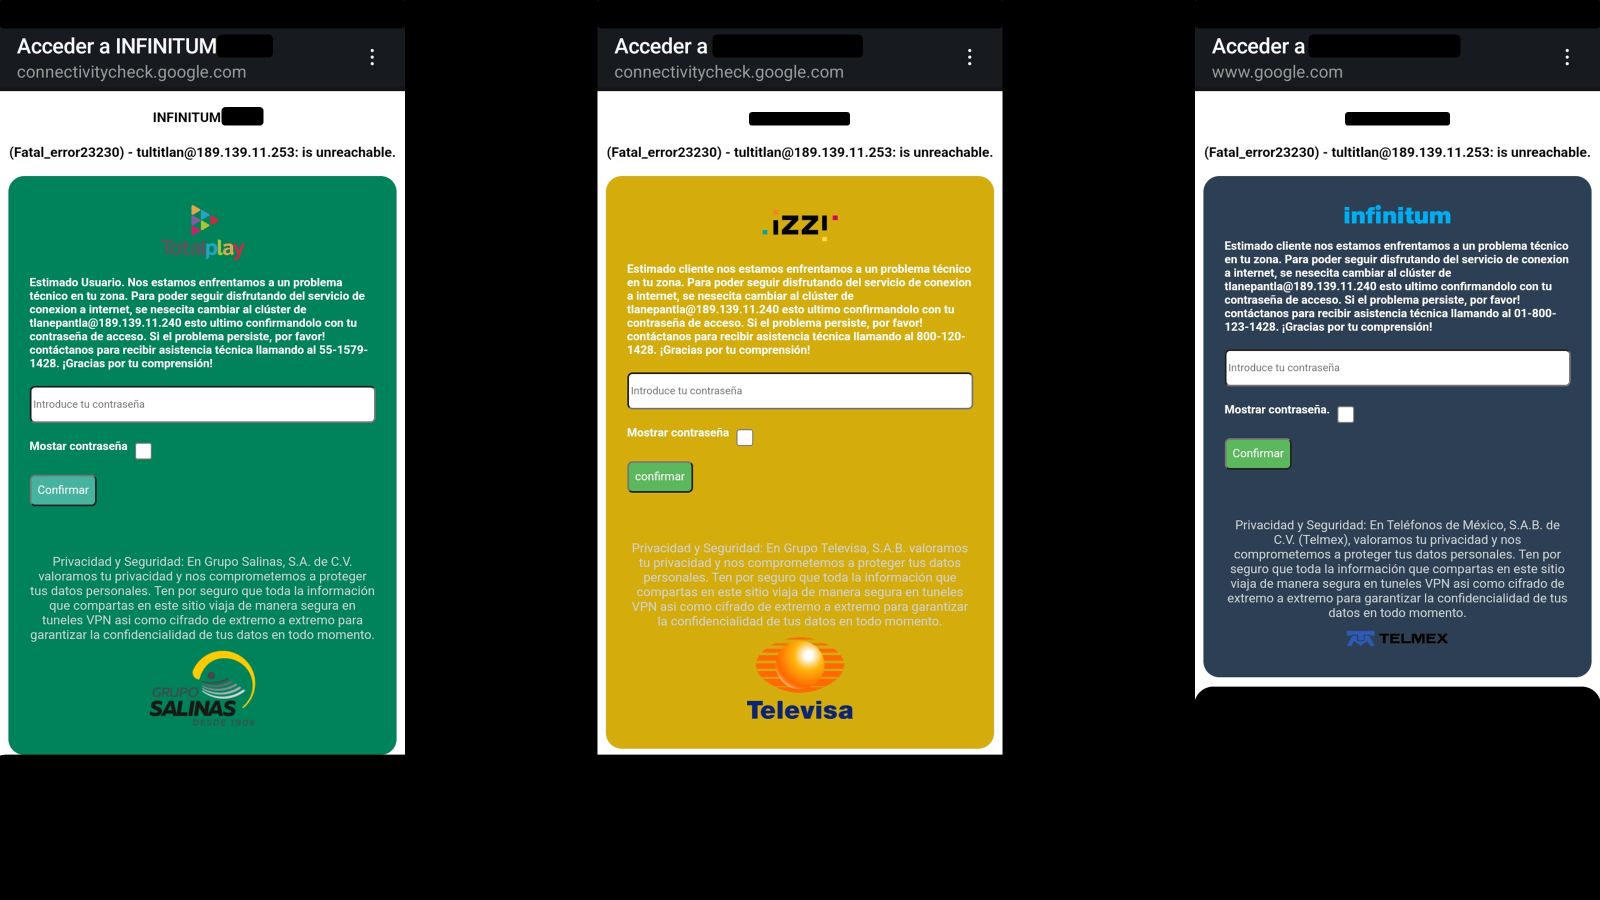 Acceder a INFINITUM
connectivitycheck.google.com
INFINITUM
(Fatal_error23230) - tultitlan@189.139.11.253: is unreachable.
Totalplay
Estimado Usuario. Nos estamos enfrentamos a un problema
técnico en tu zona. Para poder seguir disfrutando del servicio de
conexion a internet, se nesecita cambiar al clúster de
tlanepantla@189.139.11.240 esto ultimo confirmandolo con tu
contraseña de acceso. Si el problema persiste, por favor!
contáctanos para recibir asistencia técnica llamando al 55-1579-
1428. ¡Gracias por tu comprensión!
Introduce tu contraseña
Mostar contraseña
Confirmar
Privacidad y Seguridad: En Grupo Salinas, S.A. de C.V.
valoramos tu privacidad y nos comprometemos a proteger
tus datos personales. Ten por seguro que toda la información
que compartas en este sitio viaja de manera segura en
tuneles VPN asi como cifrado de extremo a extremo para
garantizar la confidencialidad de tus datos en todo momento.
GRUPO
SALINAS
DESDE 1906
Acceder a
connectivitycheck.google.com
(Fatal_error23230) - tultitlan@189.139.11.253: is unreachable.
izzi
Estimado cliente nos estamos enfrentamos a un problema técnico
en tu zona. Para poder seguir disfrutando del servicio de conexion
a internet, se nesecita cambiar al clúster de
tlanepantla@189.139.11.240 esto ultimo confirmandolo con tu
contraseña de acceso. Si el problema persiste, por favor!
contáctanos para recibir asistencia técnica llamando al 800-120-
1428. ¡Gracias por tu comprensión!
Introduce tu contraseña
Mostrar contraseña
confirmar
Privacidad y Seguridad: En Grupo Televisa, S.A.B. valoramos
tu privacidad y nos comprometemos a proteger tus datos
personales. Ten por seguro que toda la información que
compartas en este sitio viaja de manera segura en tuneles
VPN asi como cifrado de extremo a extremo para garantizar
la confidencialidad de tus datos en todo momento.
Televisa
Acceder a
www.google.com
(Fatal_error23230) - tultitlan@189.139.11.253: is unreachable.
infinitum
Estimado cliente nos estamos enfrentamos a un problema técnico
en tu zona. Para poder seguir disfrutando del servicio de conexion
a internet, se nesecita cambiar al clúster de
tlanepantla@189.139.11.240 esto ultimo confirmandolo con tu
contraseña de acceso. Si el problema persiste, por favor!
contáctanos para recibir asistencia técnica llamando al 01-800-
123-1428. ¡Gracias por tu comprensión!
Introduce tu contraseña
Mostrar contraseña.
Confirmar
Privacidad y Seguridad: En Teléfonos de México, S.A.B. de
C.V. (Telmex), valoramos tu privacidad y nos
comprometemos a proteger tus datos personales. Ten por
seguro que toda la información que compartas en este sitio
viaja de manera segura en tuneles VPN asi como cifrado de
extremo a extremo para garantizar la confidencialidad de tus
datos en todo momento.
TELMEX